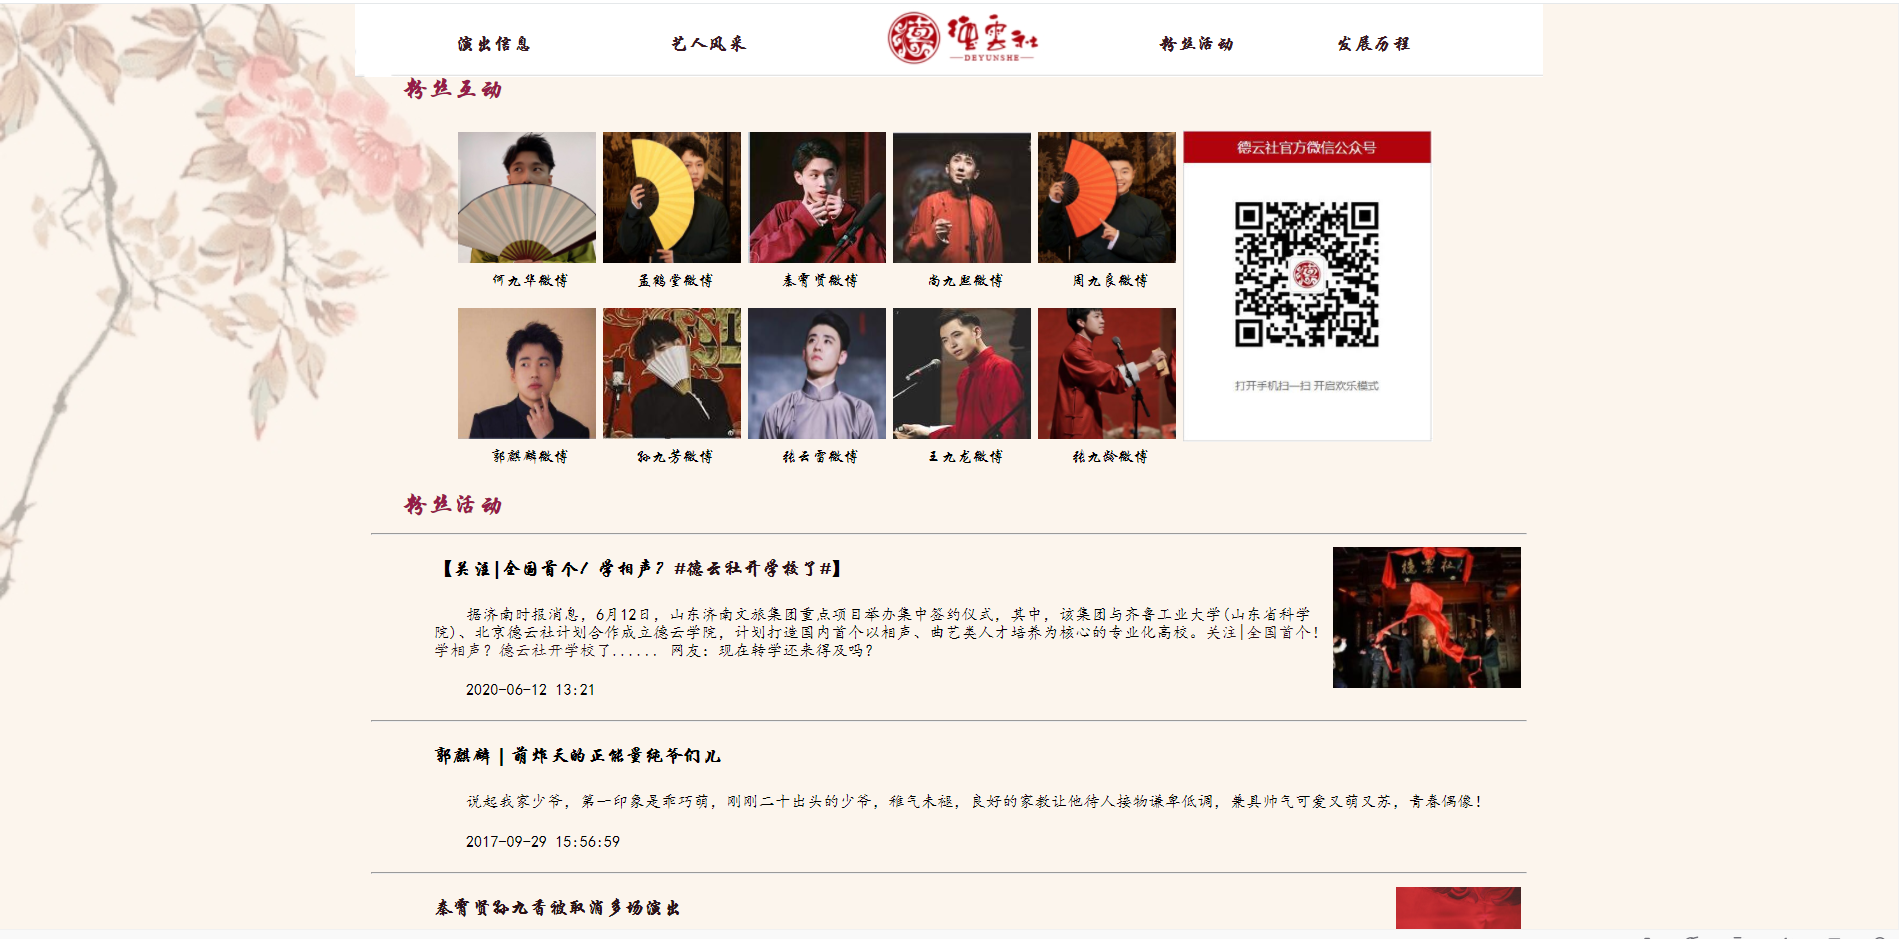 演出信息
艺人风采
德雲社
DEYUNSHE
粉丝活动
发展历程
粉丝互动
德云社官方微信公众号
打开手机扫一扫 开启欢乐模式
何九华微博
孟鹤堂微博
秦霄贤微博
尚九熙微博
周九良微博
郭麒麟微博
孙九芳微博
张云雷微博
王九龙微博
张九龄微博
粉丝活动
【关注|全国首个！学相声？#德云社开学校了#】
据济南时报消息，6月12日，山东济南文旅集团重点项目举办集中签约仪式，其中，该集团与齐鲁工业大学(山东省科学
院)、北京德云社计划合作成立德云学院，计划打造国内首个以相声、曲艺类人才培养为核心的专业化高校。关注|全国首个！
学相声？德云社开学校了...... 网友：现在转学还来得及吗？
2020-06-12 13:21
郭麒麟 | 萌炸天的正能量纯爷们儿
说起我家少爷，第一印象是乖巧萌，刚刚二十出头的少爷，稚气未褪，良好的家教让他待人接物谦卑低调，兼具帅气可爱又萌又苏，青春偶像！
2017-09-29 15:56:59
秦霄贤孙九香被取消多场演出